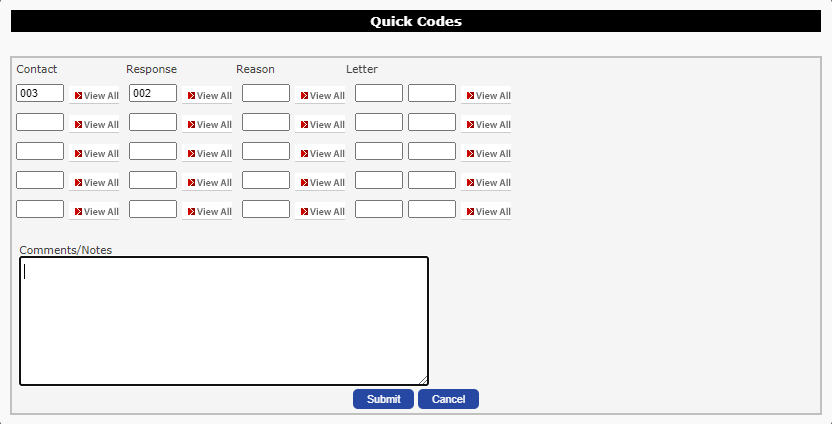 Quick Codes
Contact Response Reason Letter
003 View All 002 View All View All View All
View All View All View All View All
View All View All View All View All
View All View All View All View All
View All View All View All View All
Comments/Notes
Submit Cancel